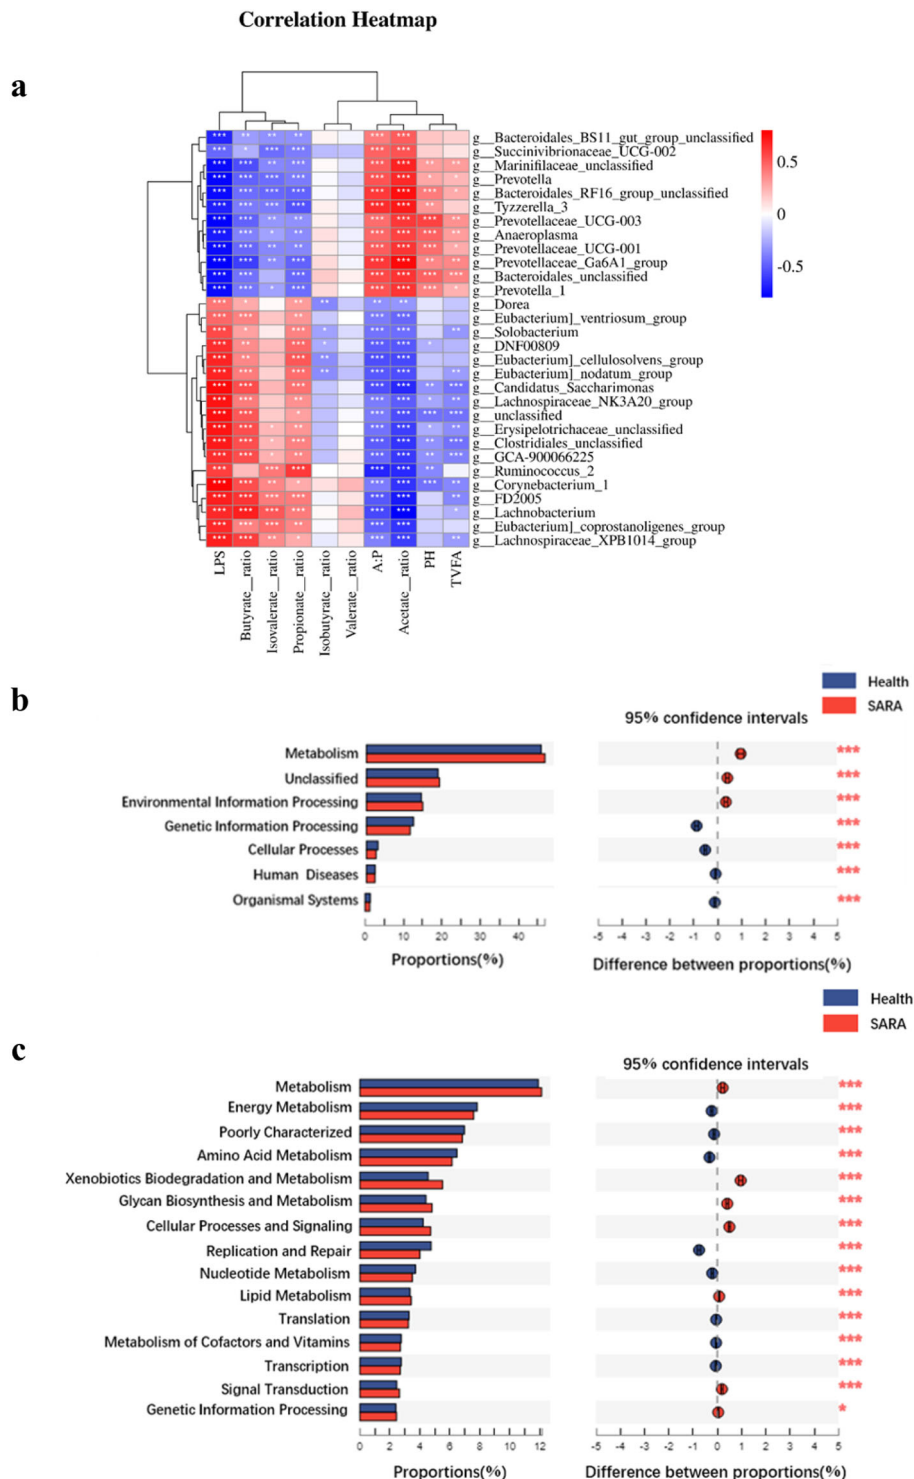 Correlation Heatmap
a
g__Bacteroidales_BS11_gut_group_unclassified
g__Succinivibrionaceae_UCG-002
g__Marinifilaceae_unclassified
g__Prevotella
g__Bacteroidales_RF16_group_unclassified
g__Tyzzerella_3
g__Prevotellaceae_UCG-003
g__Anaeroplasma
g__Prevotellaceae_UCG-001
g__Prevotellaceae_Ga6A1_group
g__Bacteroidales_unclassified
g__Prevotella_1
g__Dorea
g__Eubacterium]_ventriosum_group
g__Solobacterium
g__DNF00809
g__Eubacterium]_cellulosolvens_group
g__Eubacterium]_nodatum_group
g__Candidatus_Saccharimonas
g__Lachnospiraceae_NK3A20_group
g__unclassified
g__Erysipelotrichaceae_unclassified
g__Clostridiales_unclassified
g__GCA-900066225
g__Ruminococcus_2
g__Corynebacterium_1
g__FD2005
g__Lachnobacterium
g__Eubacterium]_coprostanoligenes_group
g__Lachnospiraceae_XPB1014_group
0.5
0
-0.5
LPS
Butyrate__ratio
Isovalerate__ratio
Propionate__ratio
Isobutyrate__ratio
Valerate__ratio
A:P
Acetate__ratio
PH
TVFA
b
Health
SARA
95% confidence intervals
Metabolism ***
Unclassified ***
Environmental Information Processing ***
Genetic Information Processing ***
Cellular Processes ***
Human Diseases ***
Organismal Systems ***
0 10 20 30 40
-5 -4 -3 -2 -1 0 1 2 3 4 5
Proportions(%)
Difference between proportions(%)
Health
SARA
c
95% confidence intervals
Metabolism ***
Energy Metabolism ***
Poorly Characterized ***
Amino Acid Metabolism ***
Xenobiotics Biodegradation and Metabolism ***
Glycan Biosynthesis and Metabolism ***
Cellular Processes and Signaling ***
Replication and Repair ***
Nucleotide Metabolism ***
Lipid Metabolism ***
Translation ***
Metabolism of Cofactors and Vitamins ***
Transcription ***
Signal Transduction ***
Genetic Information Processing *
0 2 4 6 8 10 12
-5 -4 -3 -2 -1 0 1 2 3 4 5
Proportions(%)
Difference between proportions(%)